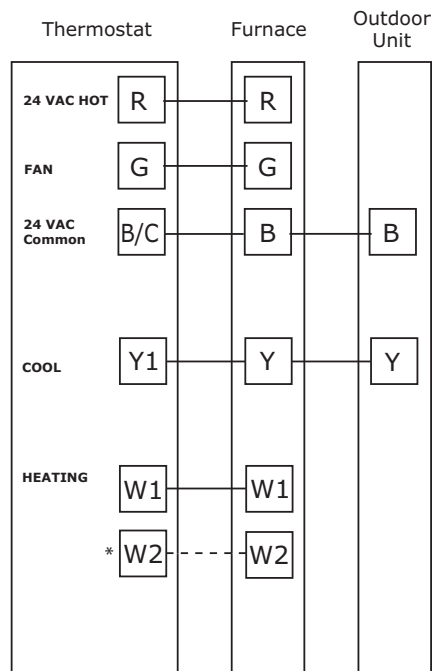 Thermostat Furnace Outdoor
Unit
24 VAC HOT R R
FAN G G
24 VAC
Common B/C B B
COOL Y1 Y Y
HEATING
W1 W1
* W2 W2